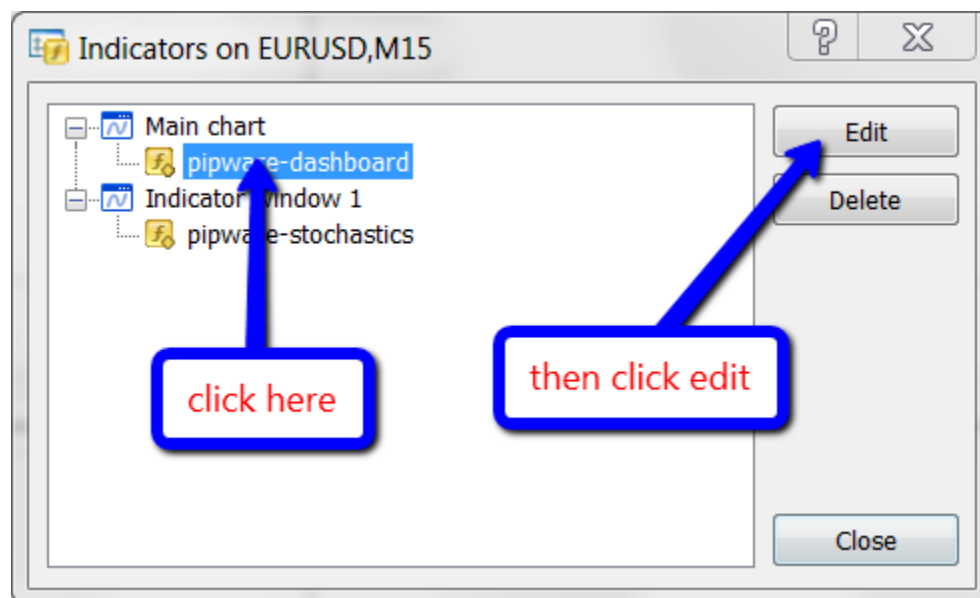 Indicators on EURUSD,M15
Main chart
pipware-dashboard
Indicator window 1
pipware-stochastics
Edit
Delete
click here
then click edit
Close